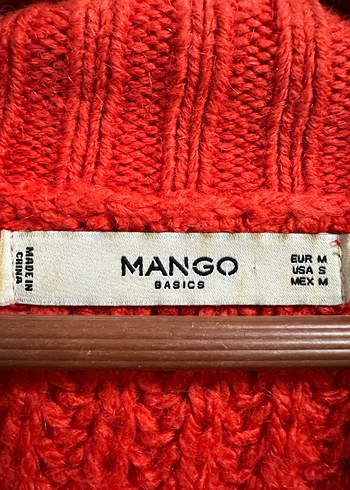 MADE IN
CHINA
MANGO
BASICS
EUR M
USA S
MEX M